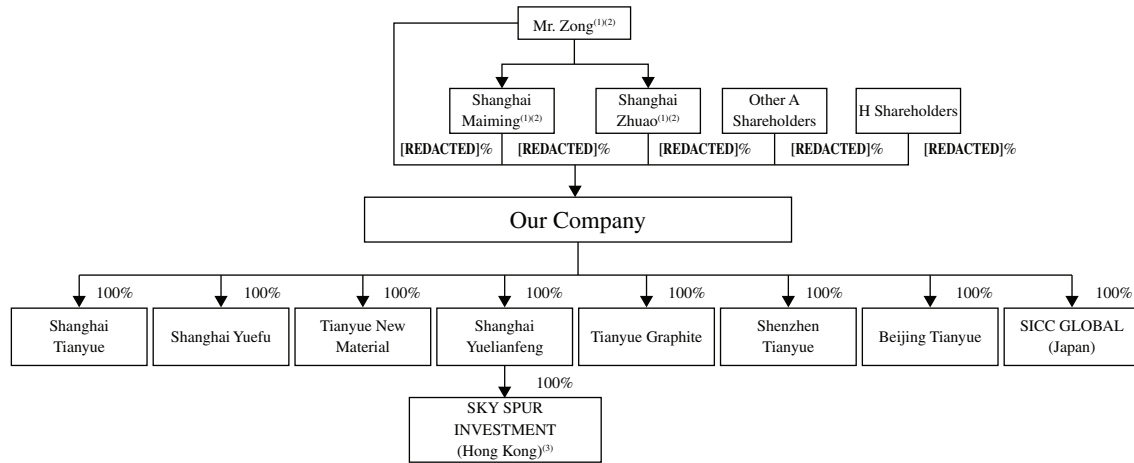 Mr. Zong(1)(2)
Shanghai
Maiming(1)(2)
Shanghai
Zhuao(1)(2)
Other A
Shareholders
H Shareholders
[REDACTED]%
[REDACTED]%
[REDACTED]%
[REDACTED]%
[REDACTED]%
Our Company
100%
100%
100%
100%
100%
100%
100%
100%
Shanghai
Tianyue
Shanghai Yuefu
Tianyue New
Material
Shanghai
Yuelianfeng
Tianyue Graphite
Shenzhen
Tianyue
Beijing Tianyue
SICC GLOBAL
(Japan)
100%
SKY SPUR
INVESTMENT
(Hong Kong)(3)